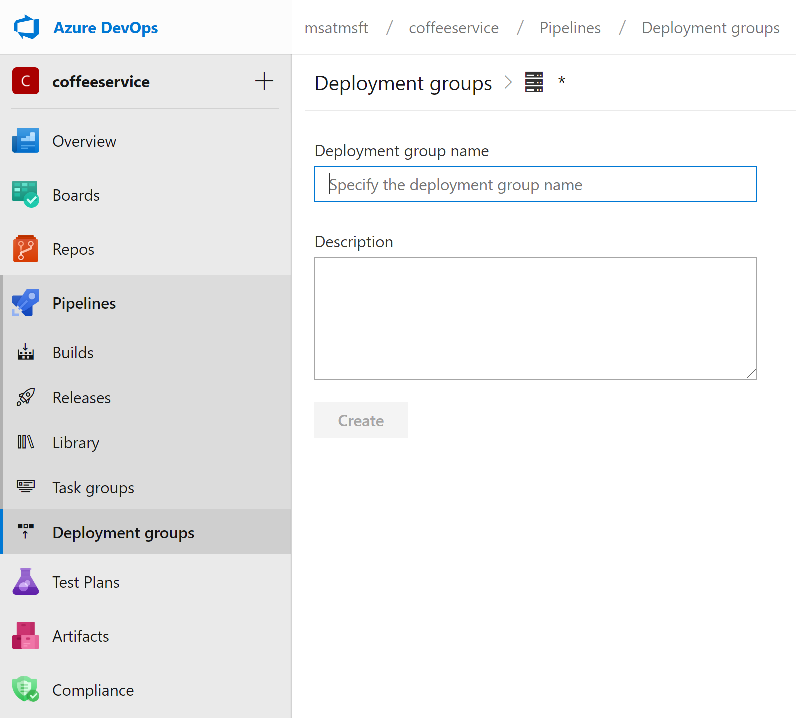 Azure DevOps
msatmsft / coffeeservice / Pipelines / Deployment groups
C coffeeservice +
Deployment groups > *
Overview
Boards
Repos
Pipelines
Builds
Releases
Library
Task groups
Deployment groups
Test Plans
Artifacts
Compliance
Deployment group name
Specify the deployment group name
Description
Create